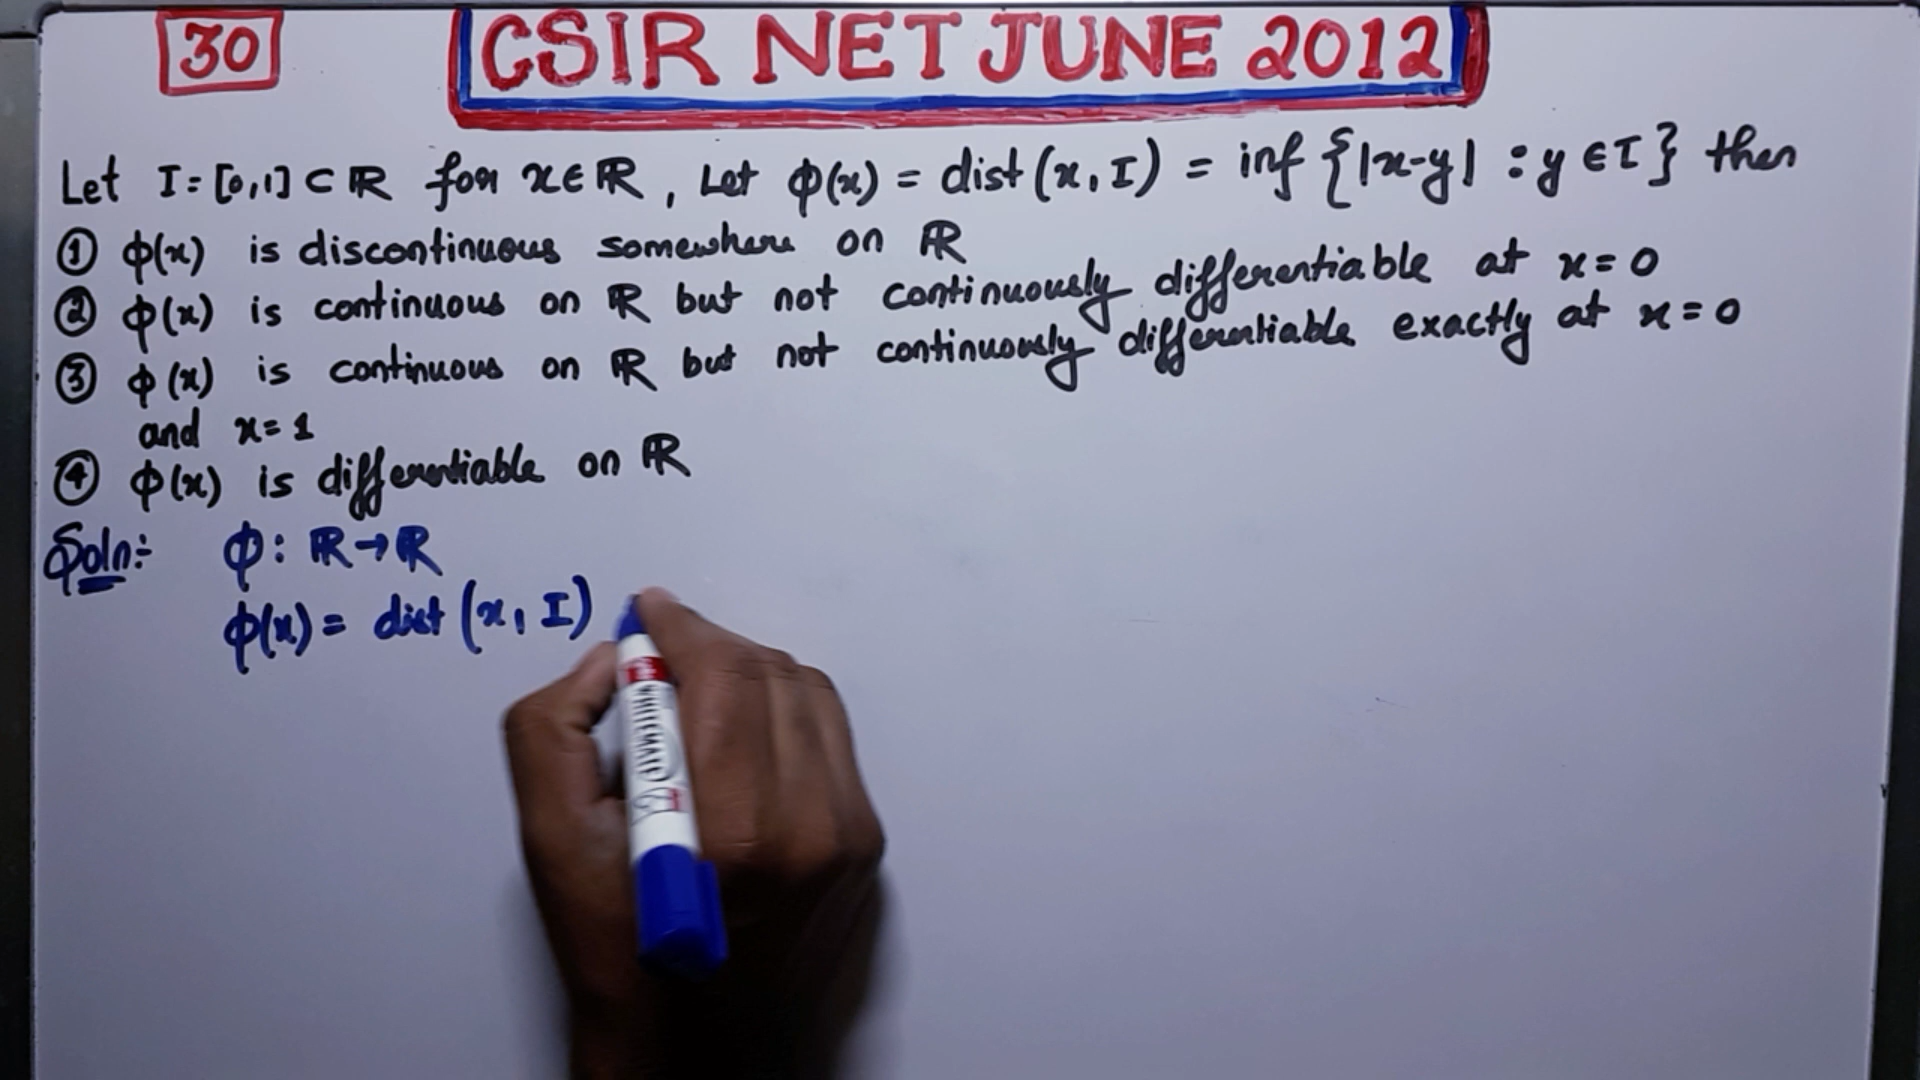 30
CSIR NET JUNE 2012
Let I = [0,1] ⊂ ℝ for x ∈ ℝ, Let ϕ(x) = dist(x, I) = inf {|x-y| : y ∈ I} then
① ϕ(x) is discontinuous somewhere on ℝ
② ϕ(x) is continuous on ℝ but not continuously differentiable at x = 0
③ ϕ(x) is continuous on ℝ but not continuously differentiable exactly at x = 0
and x = 1
④ ϕ(x) is differentiable on ℝ
Soln:- ϕ : ℝ → ℝ
ϕ(x) = dist (x, I)